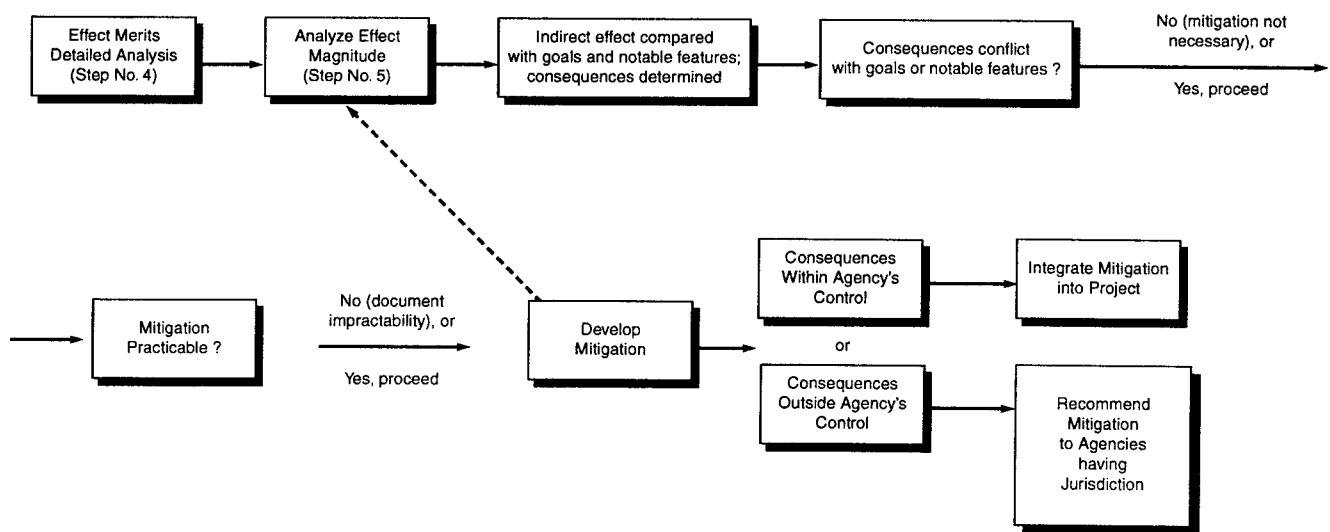 Effect Merits
Detailed Analysis
(Step No. 4)
Analyze Effect
Magnitude
(Step No. 5)
Indirect effect compared
with goals and notable features;
consequences determined
Consequences conflict
with goals or notable features ?
No (mitigation not
necessary), or
Yes, proceed
Mitigation
Practicable ?
No (document
impractability), or
Yes, proceed
Develop
Mitigation
Consequences
Within Agency's
Control
or
Consequences
Outside Agency's
Control
Integrate Mitigation
into Project
Recommend
Mitigation
to Agencies
having
Jurisdiction